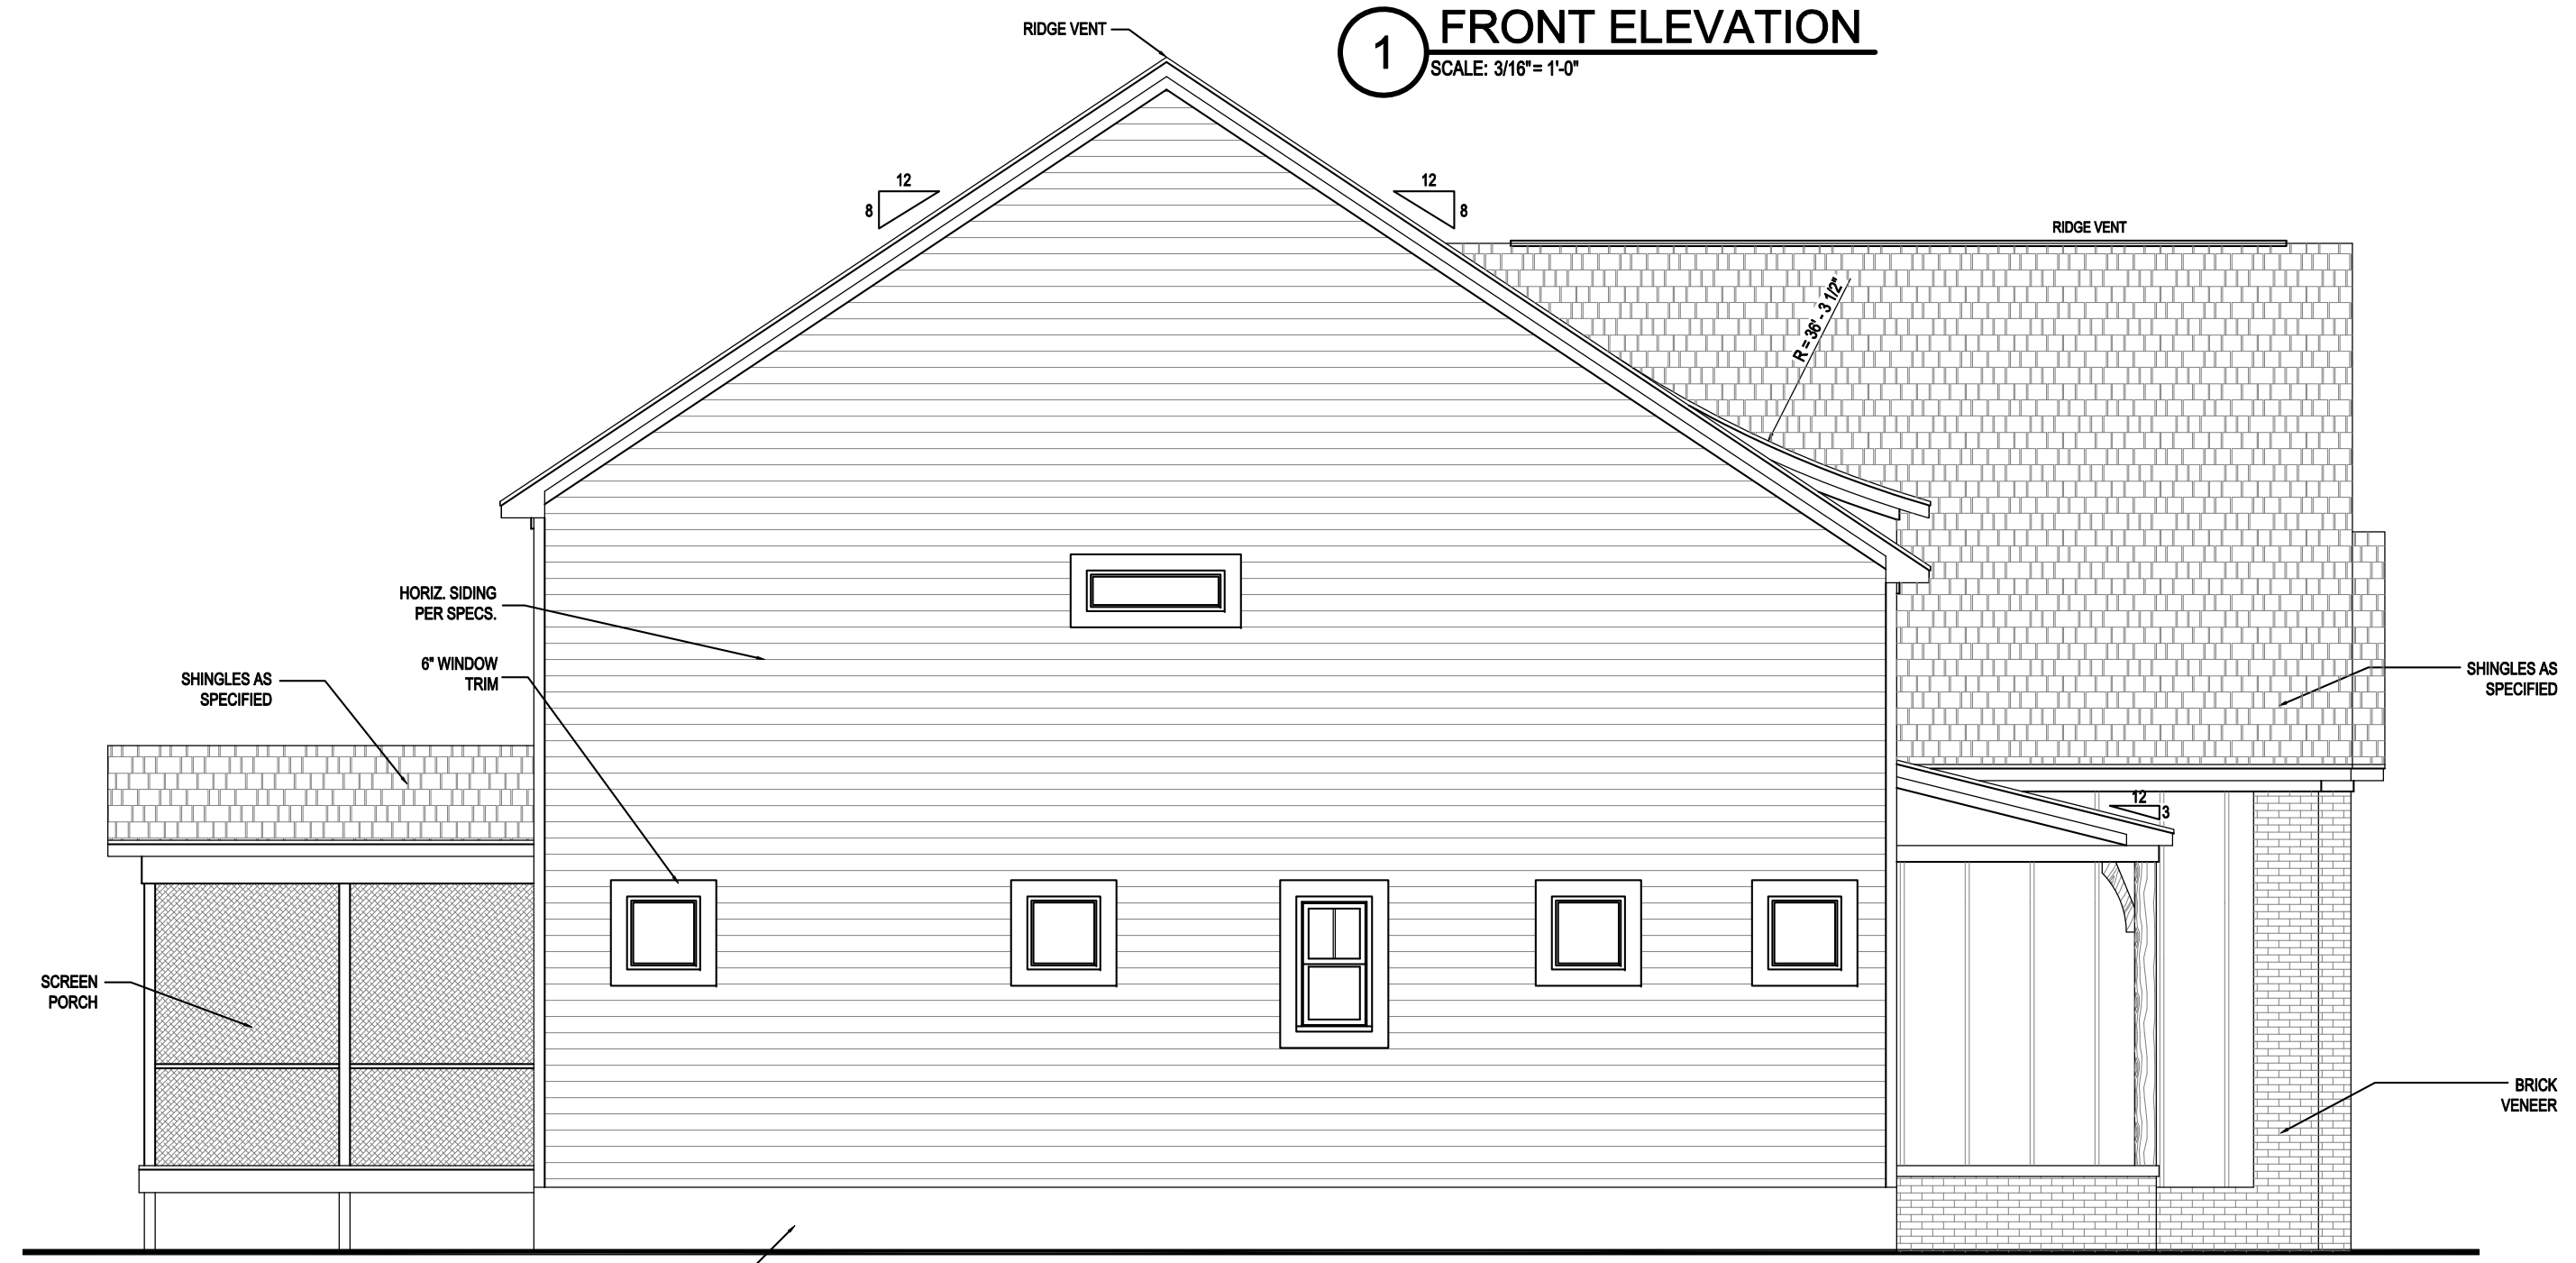 RIDGE VENT
1
FRONT ELEVATION
SCALE: 3/16" = 1'-0"
12
8
12
8
RIDGE VENT
R = 36' - 3 1/2"
HORIZ. SIDING
PER SPECS.
6" WINDOW
TRIM
SHINGLES AS
SPECIFIED
SHINGLES AS
SPECIFIED
12
3
SCREEN
PORCH
BRICK
VENEER